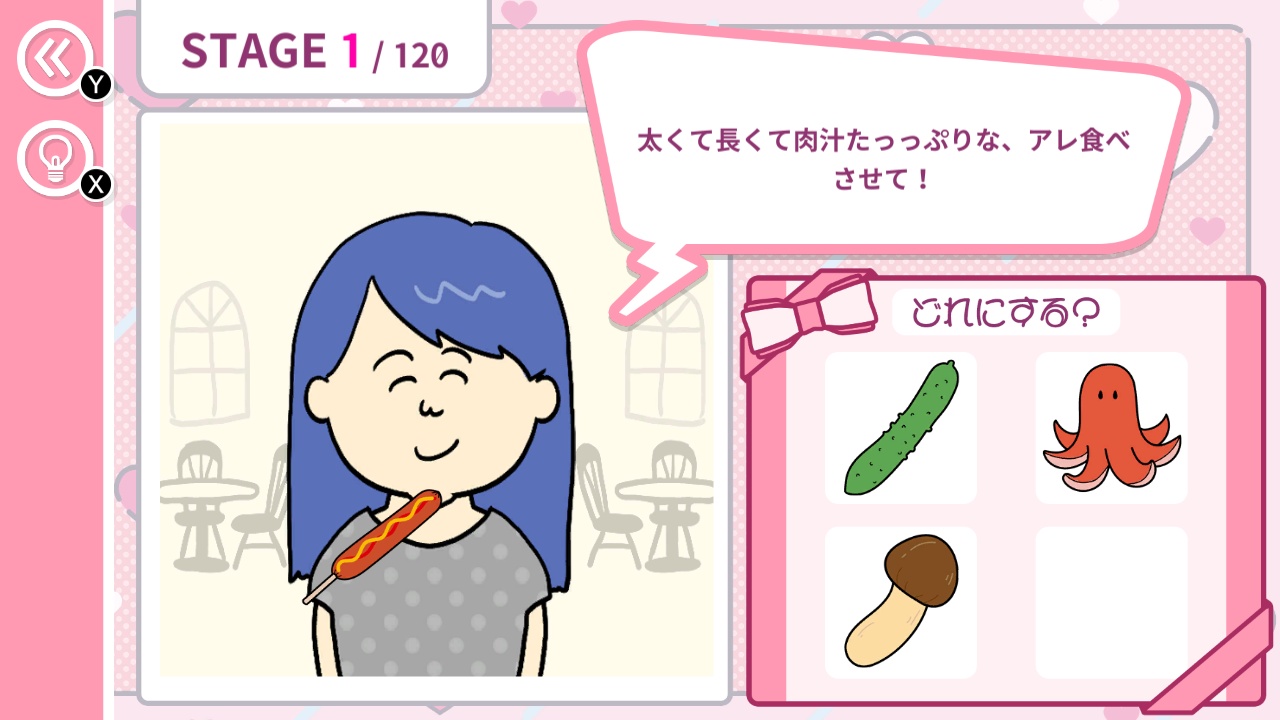 STAGE 1 / 120
Y
X
太くて長くて肉汁たっっぷりな、アレ食べ
させて！
どれにする？